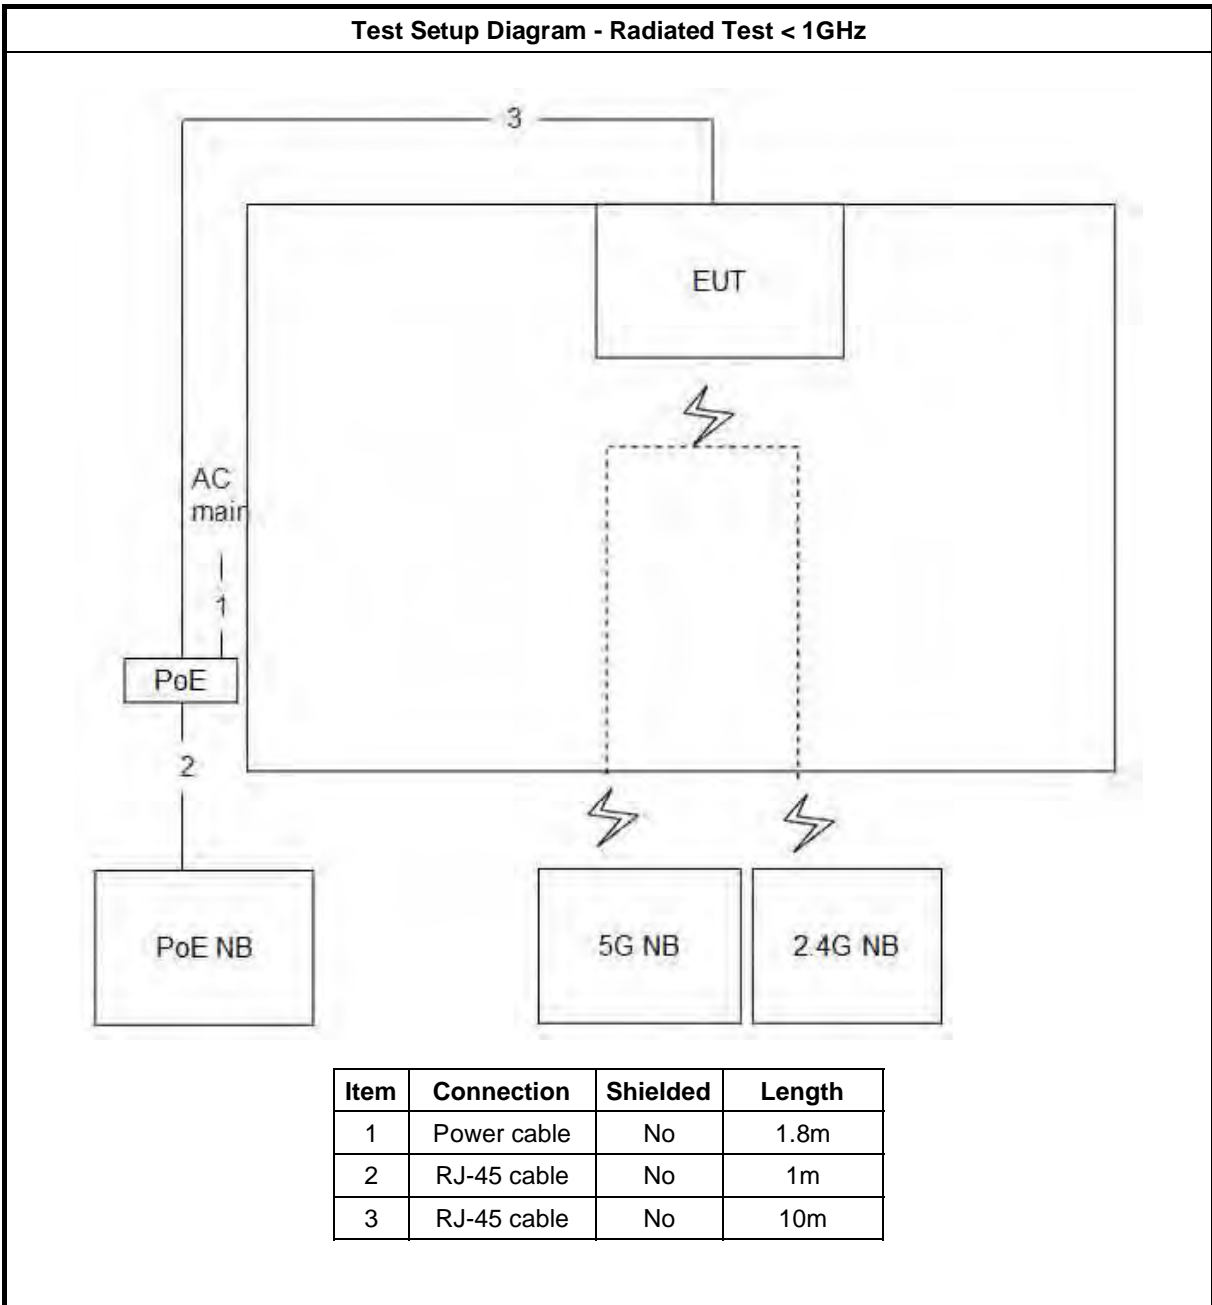 Test Setup Diagram - Radiated Test < 1GHz
3
EUT
AC
main
1
PoE
2
PoE NB
5G NB
2.4G NB
Item Connection Shielded Length
1 Power cable No 1.8m
2 RJ-45 cable No 1m
3 RJ-45 cable No 10m